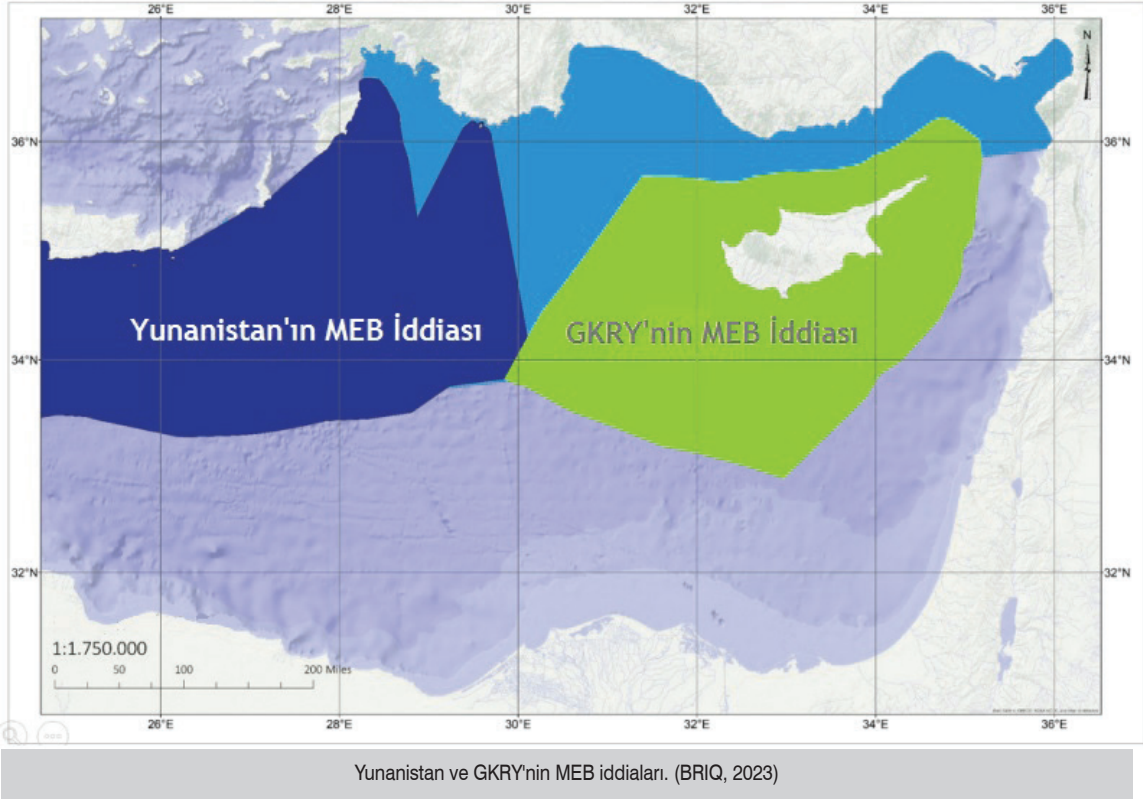 26°E 28°E 30°E 32°E 34°E 36°E
N
36°N 36°N
Yunanistan'ın MEB İddiası GKRY'nin MEB İddiası
34°N 34°N
32°N 32°N
1:1.750.000
0 50 100 200 Miles
26°E 28°E 30°E 32°E 34°E 36°E
Yunanistan ve GKRY'nin MEB iddiaları. (BRIQ, 2023)